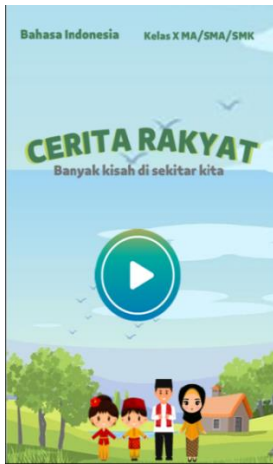 Bahasa Indonesia
Kelas X MA/SMA/SMK
CERITA RAKYAT
Banyak kisah di sekitar kita